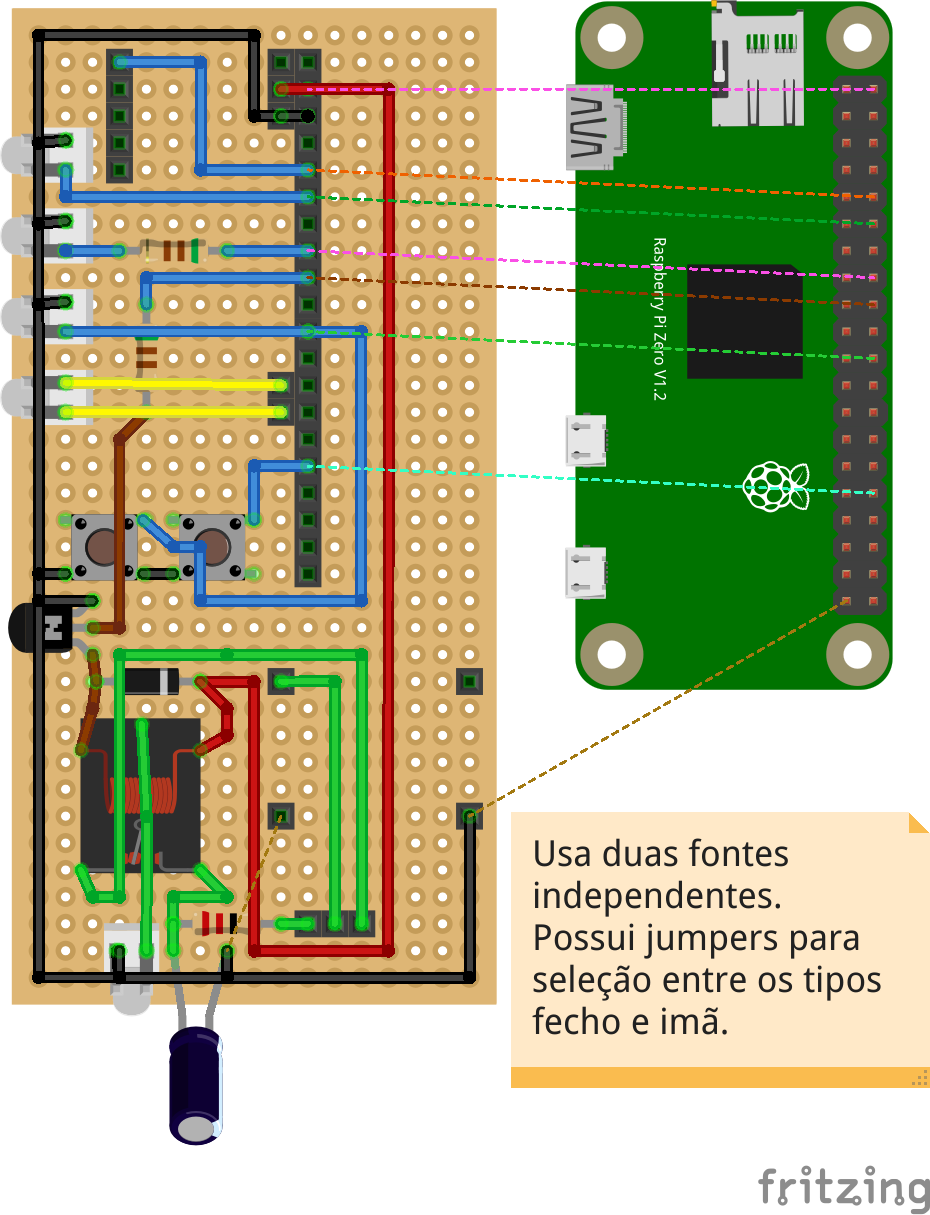 Raspberry Pi Zero V1.2
Usa duas fontes
independentes.
Possui jumpers para
seleção entre os tipos
fecho e imã.
fritzing